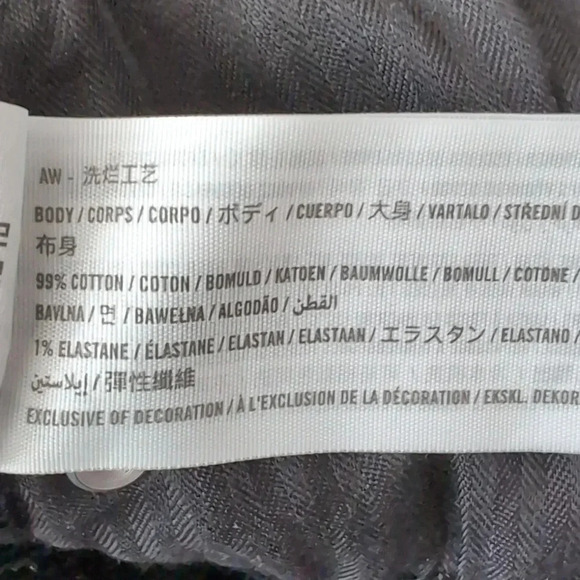 AW - 洗烂工艺
BODY / CORPS / CORPO / ボディ / CUERPO / 大身 / VARTALO / STŘEDNÍ D
布身
99% COTTON / COTON / BOMULD / KATOEN / BAUMWOLLE / BOMULL / COTONE /
BAVLNA / 면 / BAWEŁNA / ALGODÃO / القطن
1% ELASTANE / ÉLASTANE / ELASTAN / ELASTAAN / エラスタン / ELASTANO /
إيلاستين / 彈性纖維
EXCLUSIVE OF DECORATION / À L'EXCLUSION DE LA DÉCORATION / EKSKL. DEKOR